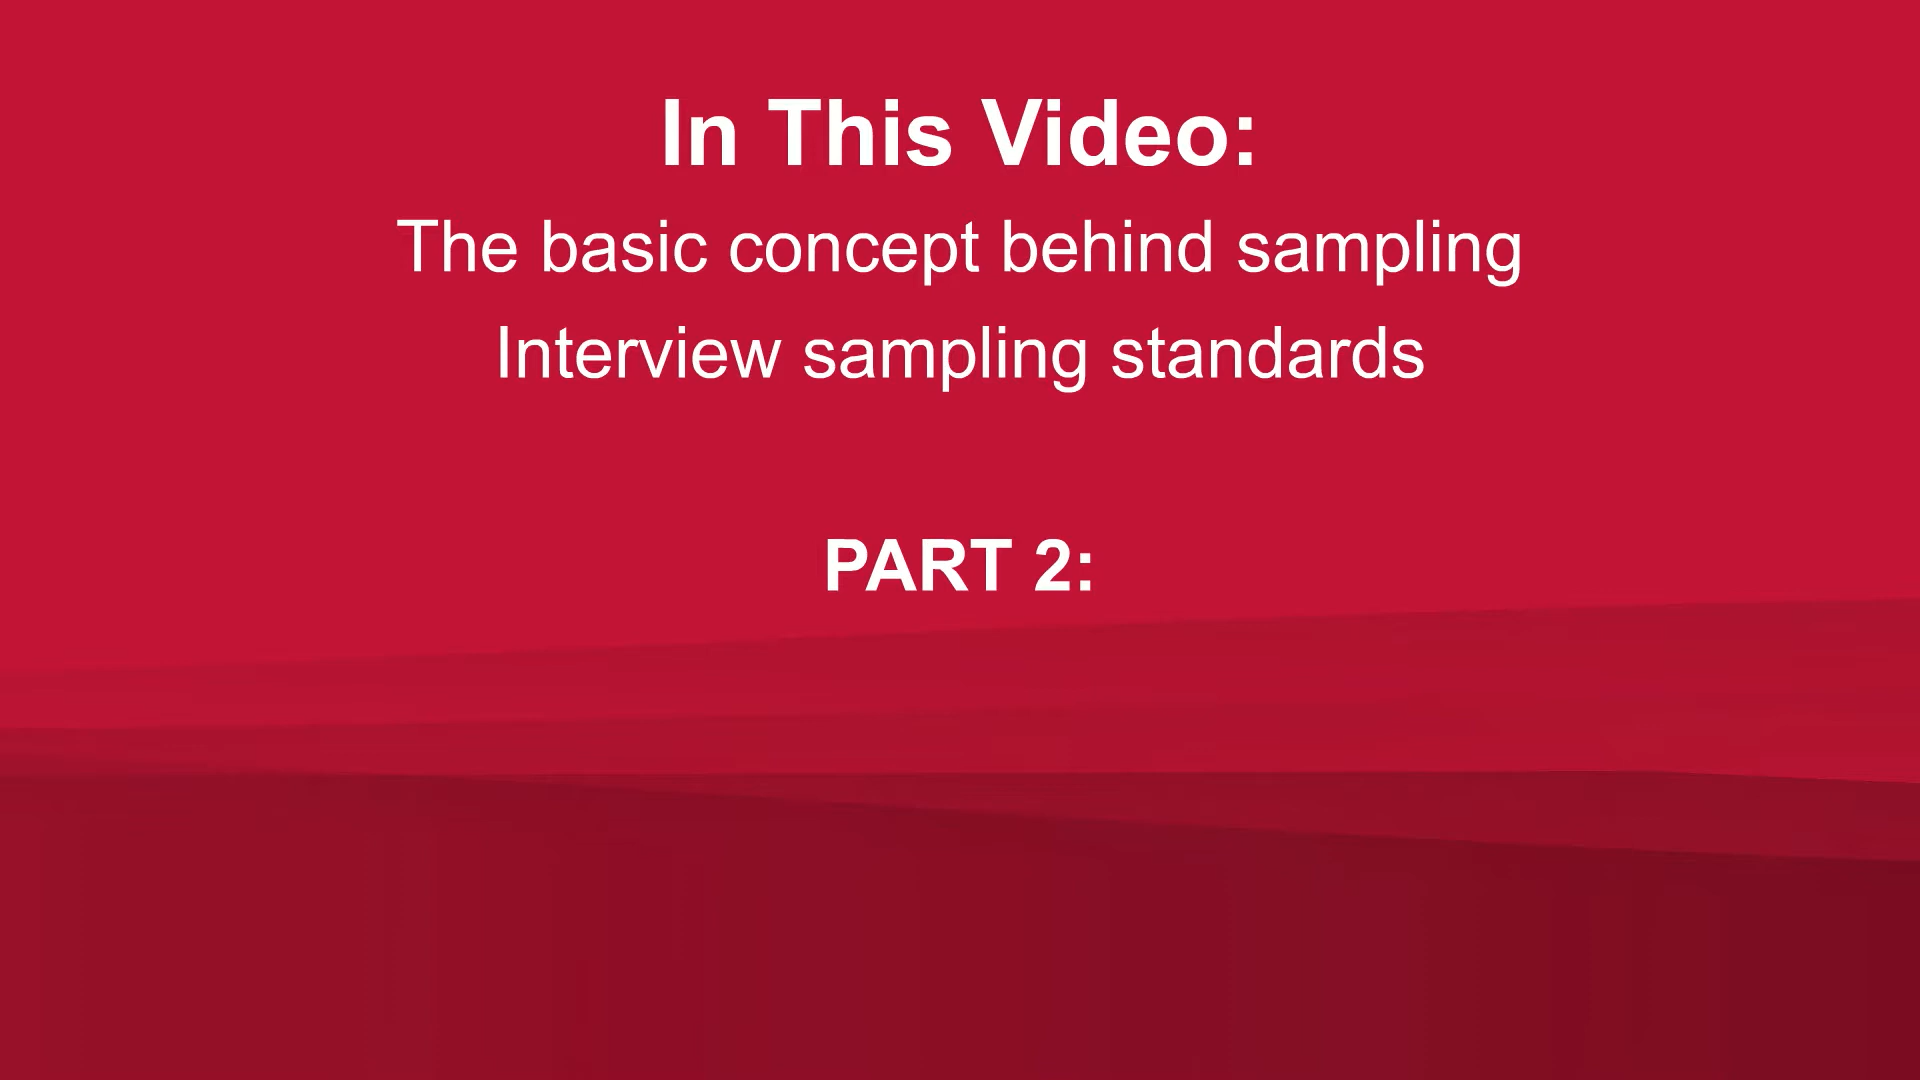 In This Video:
The basic concept behind sampling
Interview sampling standards
PART 2: